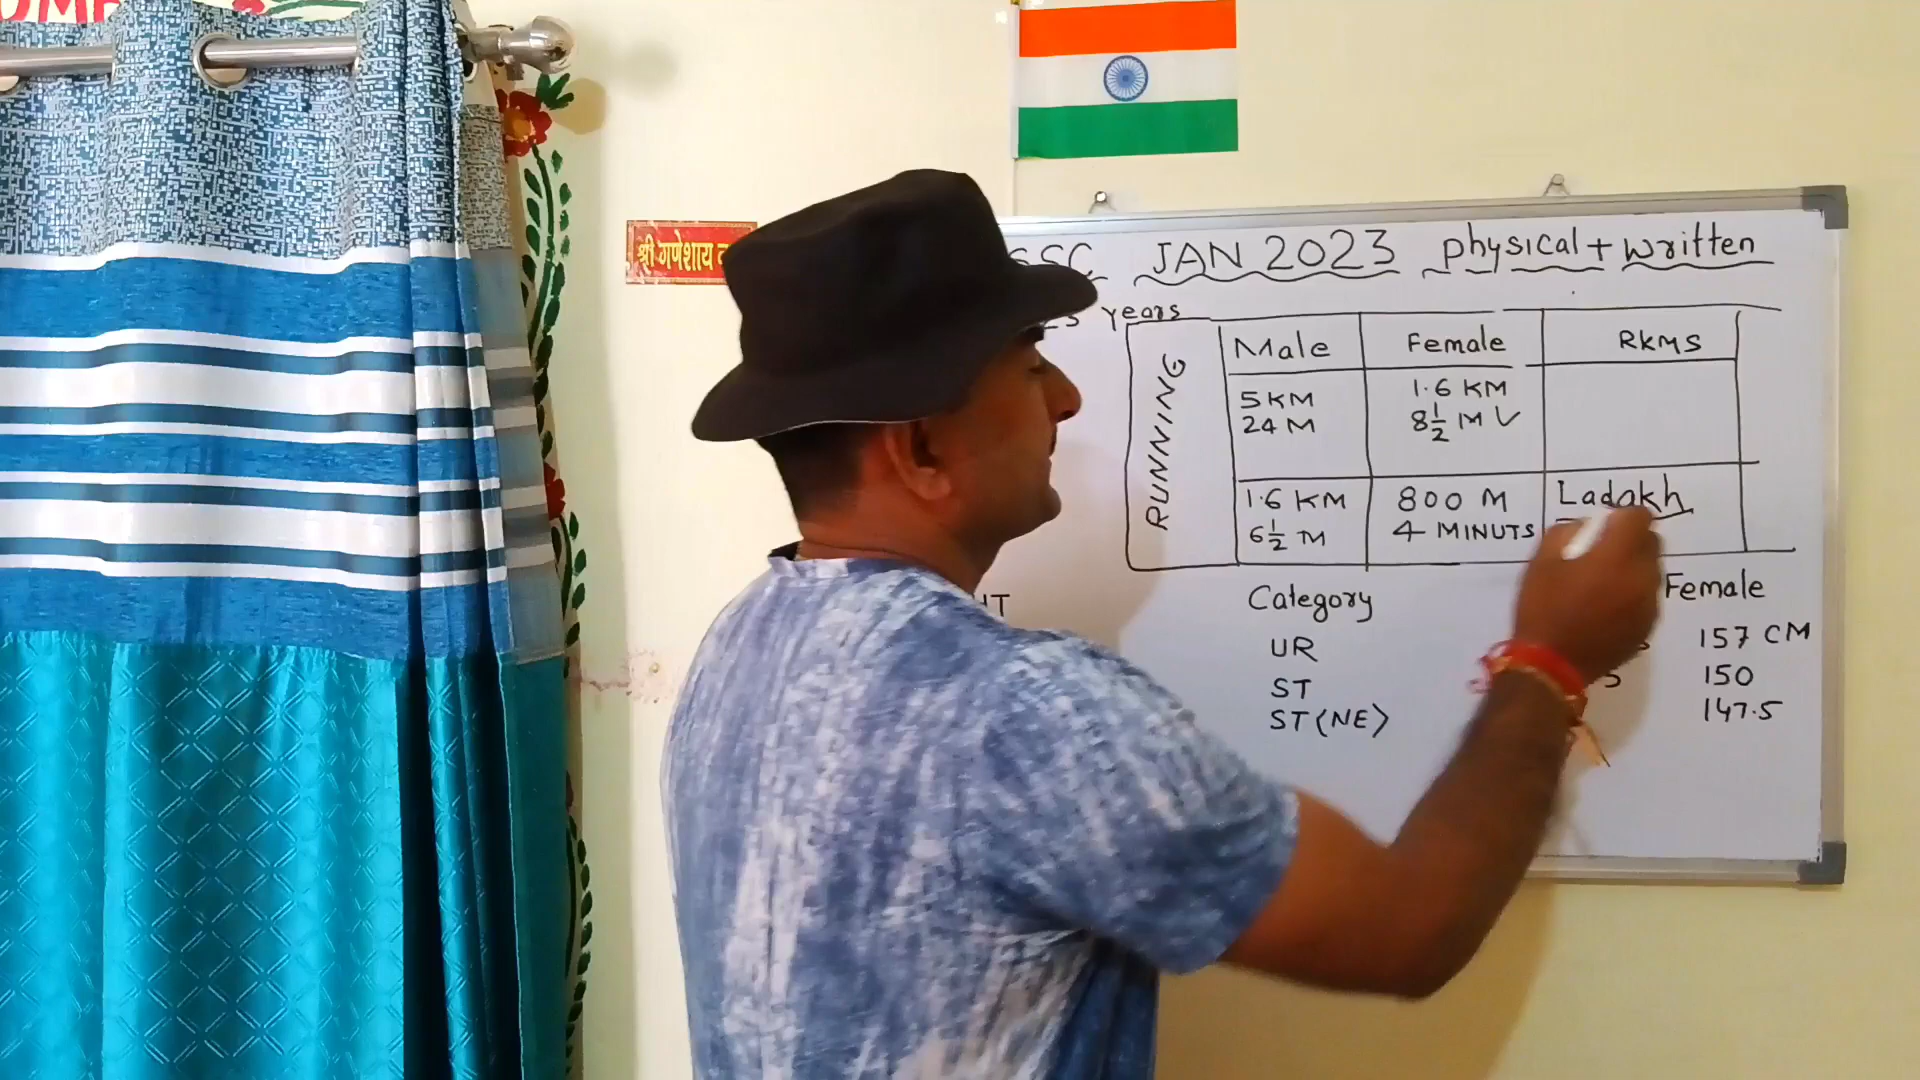 श्री गणेशाय
SSC JAN 2023 physical + written
years
RUNNING
Male Female RKMS
5 KM 1.6 KM
24 M 8½ M V
1.6 KM 800 M Ladakh
6½ M 4 MINUTS
Category Female
UR 157 CM
ST 150
ST (NE) 147.5